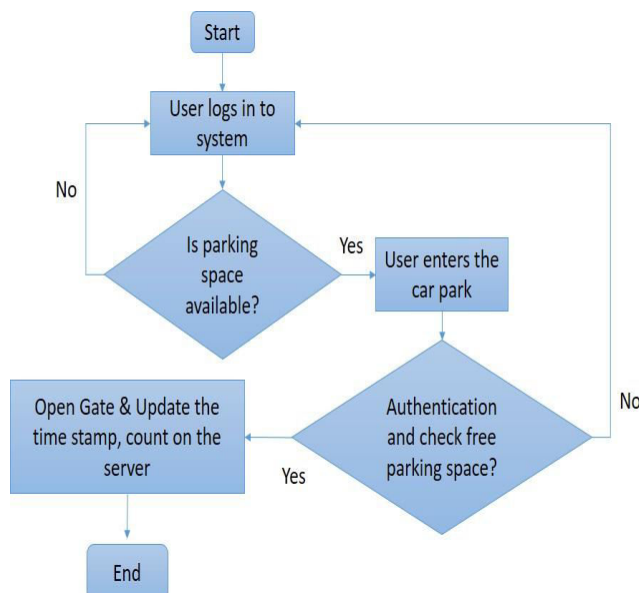 Start
User logs in to
system
No
Is parking
space
available?
Yes
User enters the
car park
Authentication
and check free
parking space?
No
Yes
Open Gate & Update the
time stamp, count on the
server
End